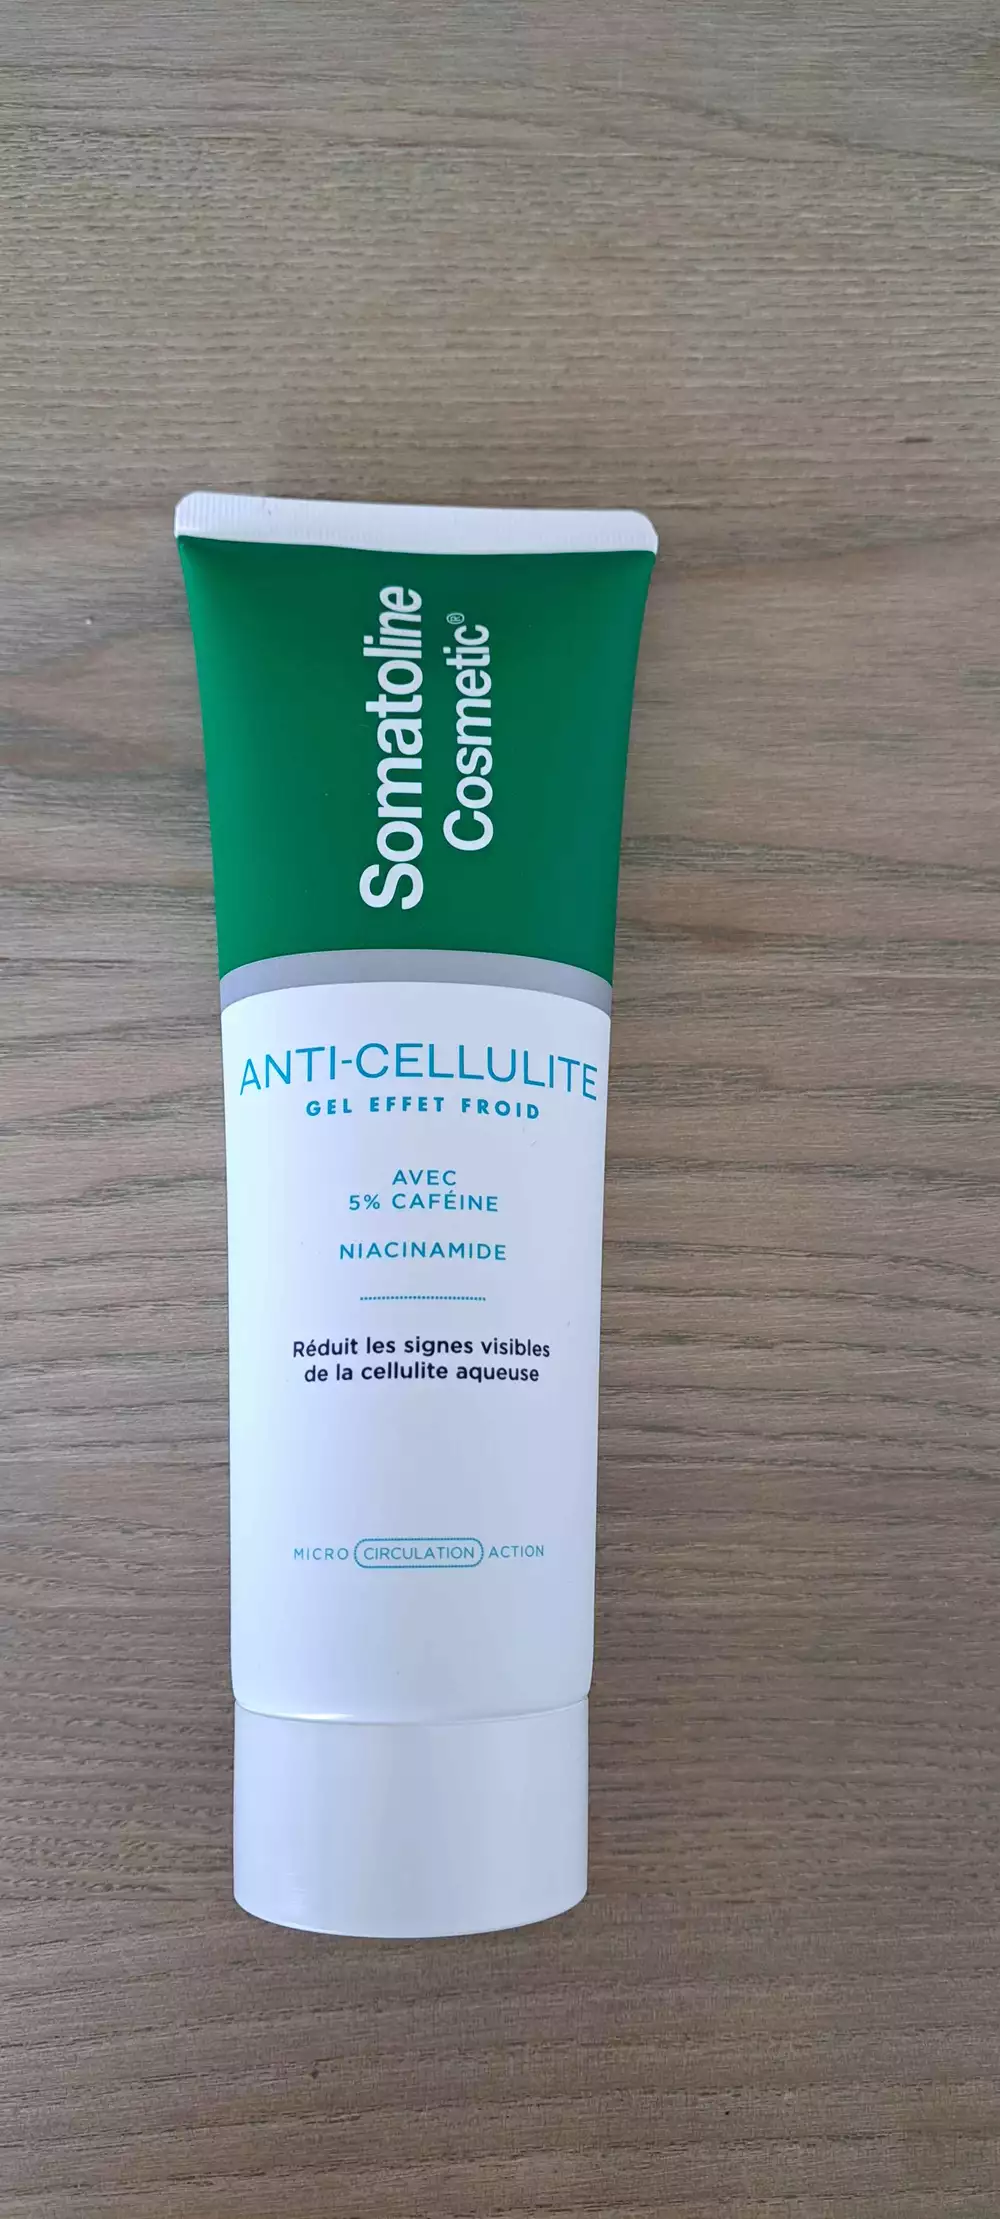 Somatoline
Cosmetic®
ANTI-CELLULITE
GEL EFFET FROID
AVEC
5% CAFÉINE
NIACINAMIDE
Réduit les signes visibles
de la cellulite aqueuse
MICRO CIRCULATION ACTION